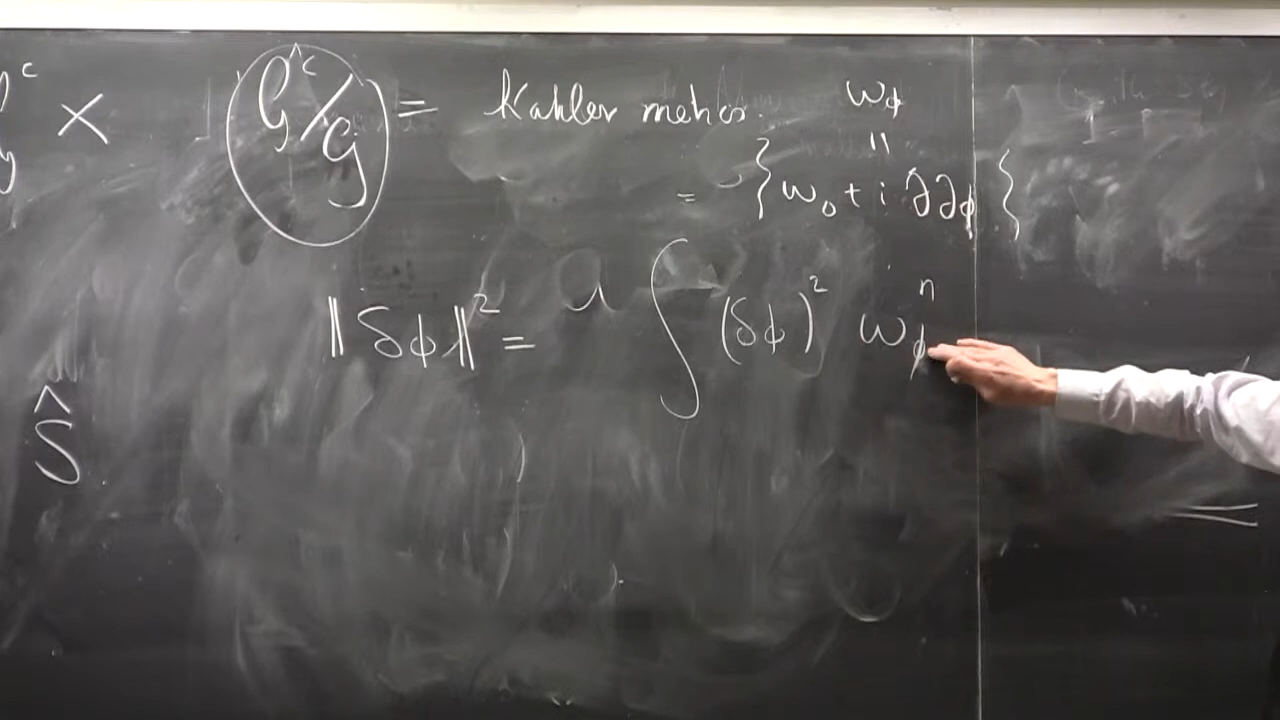 × 𝒢^c/𝒢 = Kahler metrics. ω_ϕ
||
= { ω_0 + i ∂∂ϕ }
||δϕ||^2 = ∫ (δϕ)^2 ω_ϕ^n
Ŝ